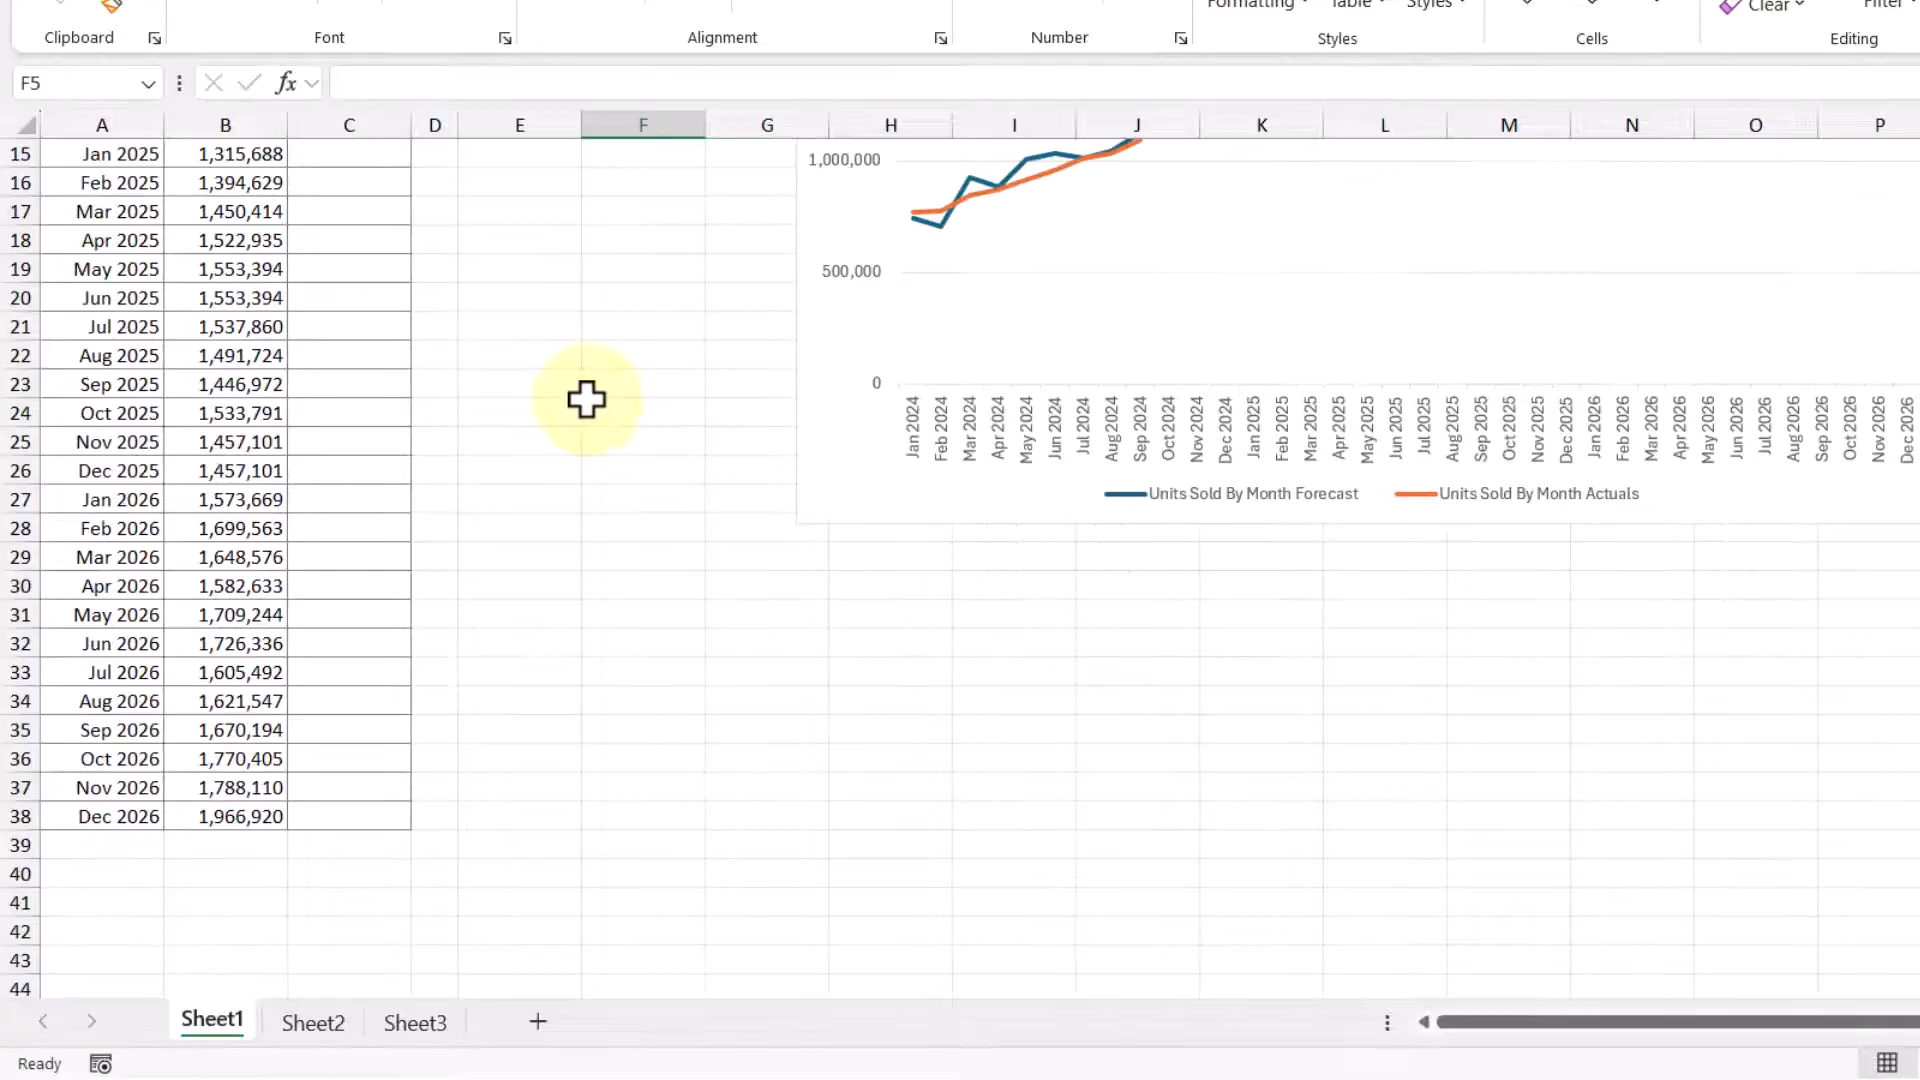 Formatting Table Styles Clear Filter
Clipboard Font Alignment Number Styles Cells Editing
F5 fx
A B C D E F G H I J K L M N O P
15 Jan 2025 1,315,688
16 Feb 2025 1,394,629
17 Mar 2025 1,450,414
18 Apr 2025 1,522,935
19 May 2025 1,553,394
20 Jun 2025 1,553,394
21 Jul 2025 1,537,860
22 Aug 2025 1,491,724
23 Sep 2025 1,446,972
24 Oct 2025 1,533,791
25 Nov 2025 1,457,101
26 Dec 2025 1,457,101
27 Jan 2026 1,573,669
28 Feb 2026 1,699,563
29 Mar 2026 1,648,576
30 Apr 2026 1,582,633
31 May 2026 1,709,244
32 Jun 2026 1,726,336
33 Jul 2026 1,605,492
34 Aug 2026 1,621,547
35 Sep 2026 1,670,194
36 Oct 2026 1,770,405
37 Nov 2026 1,788,110
38 Dec 2026 1,966,920
39
40
41
42
43
44
1,000,000
500,000
0
Jan 2024
Feb 2024
Mar 2024
Apr 2024
May 2024
Jun 2024
Jul 2024
Aug 2024
Sep 2024
Oct 2024
Nov 2024
Dec 2024
Jan 2025
Feb 2025
Mar 2025
Apr 2025
May 2025
Jun 2025
Jul 2025
Aug 2025
Sep 2025
Oct 2025
Nov 2025
Dec 2025
Jan 2026
Feb 2026
Mar 2026
Apr 2026
May 2026
Jun 2026
Jul 2026
Aug 2026
Sep 2026
Oct 2026
Nov 2026
Dec 2026
Units Sold By Month Forecast Units Sold By Month Actuals
Sheet1 Sheet2 Sheet3
Ready